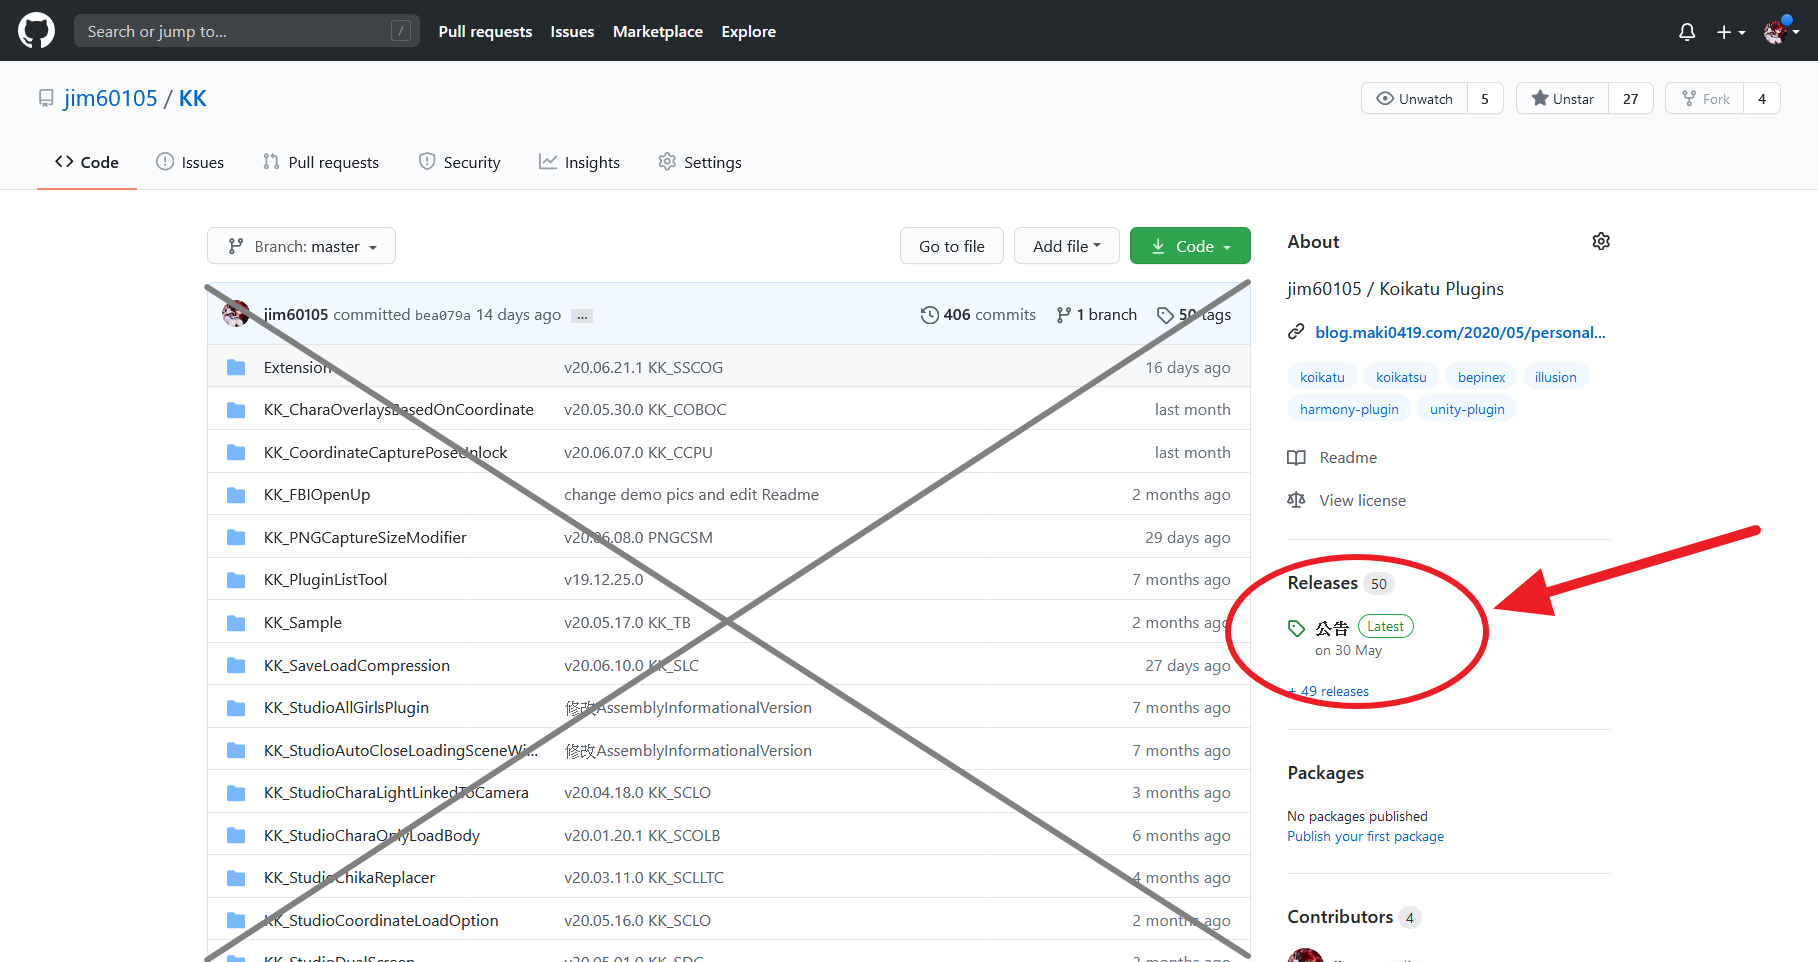 Search or jump to... / Pull requests Issues Marketplace Explore
jim60105 / KK Unwatch 5 Unstar 27 Fork 4
Code Issues Pull requests Security Insights Settings
Branch: master Go to file Add file Code
jim60105 committed bea079a 14 days ago ... 406 commits 1 branch 50 tags
Extension v20.06.21.1 KK_SSCOG 16 days ago
KK_CharaOverlaysBasedOnCoordinate v20.05.30.0 KK_COBOC last month
KK_CoordinateCapturePoseUnlock v20.06.07.0 KK_CCPU last month
KK_FBIOpenUp change demo pics and edit Readme 2 months ago
KK_PNGCaptureSizeModifier v20.06.08.0 PNGCSM 29 days ago
KK_PluginListTool v19.12.25.0 7 months ago
KK_Sample v20.05.17.0 KK_TB 2 months ago
KK_SaveLoadCompression v20.06.10.0 KK_SLC 27 days ago
KK_StudioAllGirlsPlugin 修改AssemblyInformationalVersion 7 months ago
KK_StudioAutoCloseLoadingSceneWi... 修改AssemblyInformationalVersion 7 months ago
KK_StudioCharaLightLinkedToCamera v20.04.18.0 KK_SCLO 3 months ago
KK_StudioCharaOnlyLoadBody v20.01.20.1 KK_SCOLB 6 months ago
KK_StudioChikaReplacer v20.03.11.0 KK_SCLLTC 4 months ago
KK_StudioCoordinateLoadOption v20.05.16.0 KK_SCLO 2 months ago
KK_StudioDualScreen v20.05.01.0 KK_SDC 2 months ago
About
jim60105 / Koikatu Plugins
blog.maki0419.com/2020/05/personal...
koikatu koikatsu bepinex illusion
harmony-plugin unity-plugin
Readme
View license
Releases 50
公告 Latest
on 30 May
+ 49 releases
Packages
No packages published
Publish your first package
Contributors 4